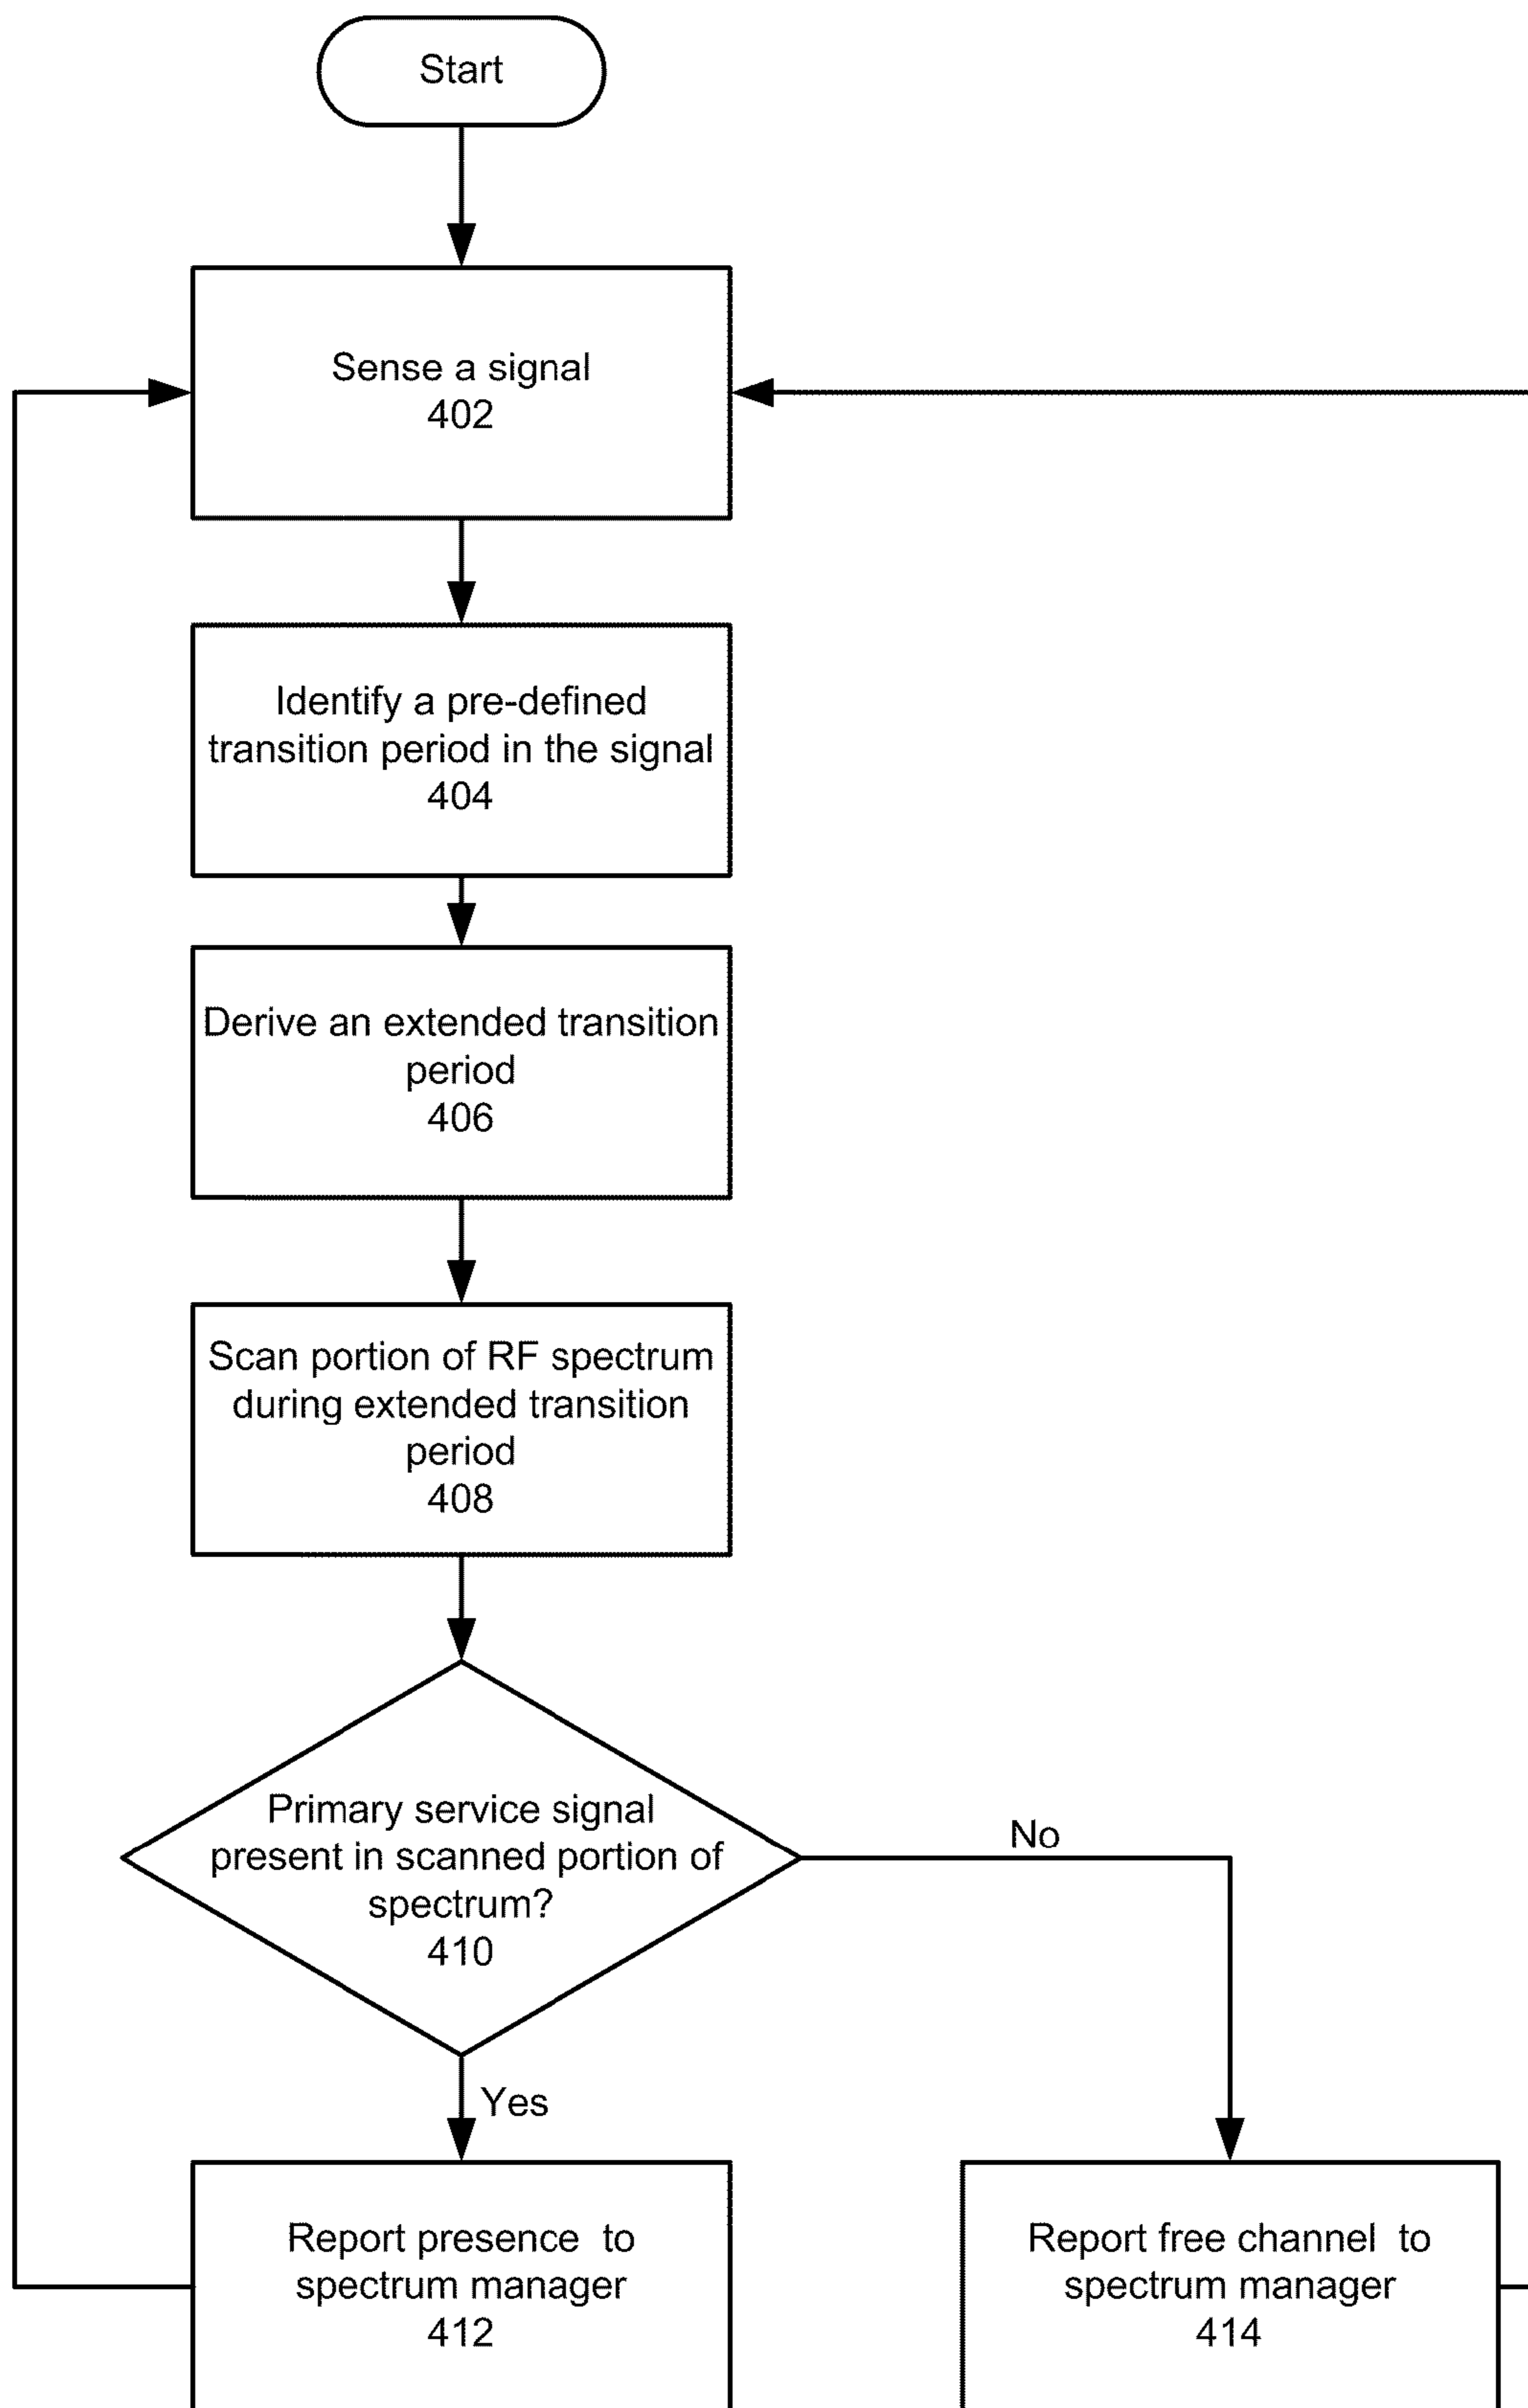 Start
Sense a signal
402
Identify a pre-defined
transition period in the signal
404
Derive an extended transition
period
406
Scan portion of RF spectrum
during extended transition
period
408
Primary service signal
present in scanned portion of
spectrum?
410
No
Yes
Report presence to
spectrum manager
412
Report free channel to
spectrum manager
414